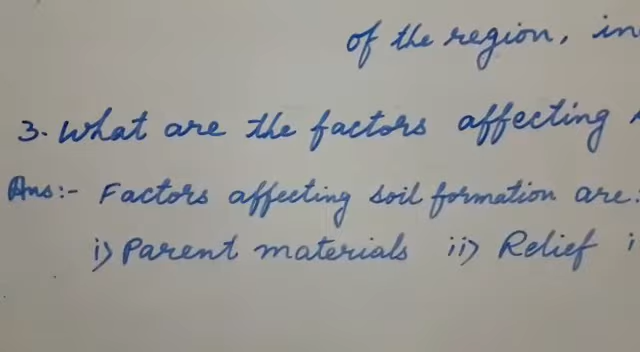 of the region, in
3. What are the factors affecting
Ans:- Factors affecting soil formation are:
i) Parent materials ii) Relief i